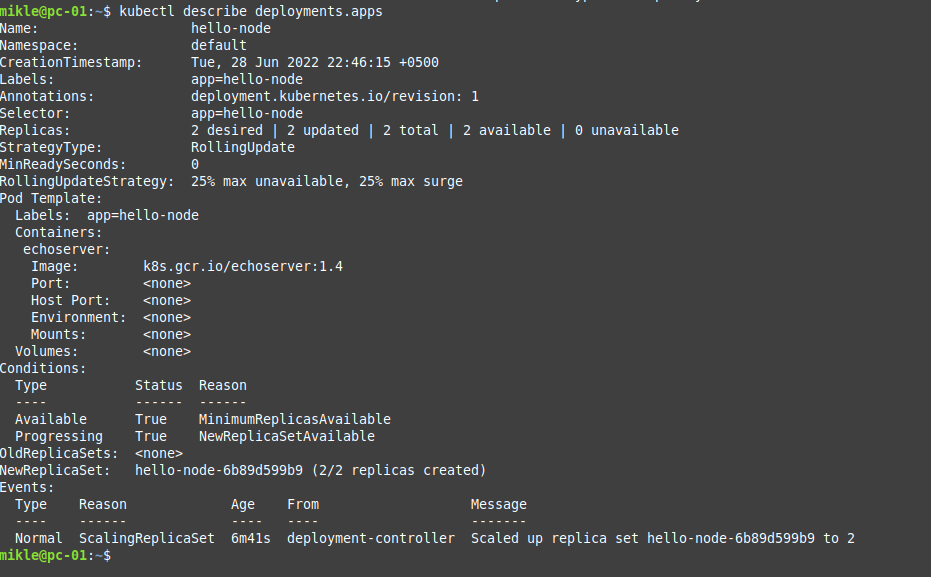 mikle@pc-01:~$ kubectl describe deployments.apps
Name:                   hello-node
Namespace:              default
CreationTimestamp:      Tue, 28 Jun 2022 22:46:15 +0500
Labels:                 app=hello-node
Annotations:            deployment.kubernetes.io/revision: 1
Selector:               app=hello-node
Replicas:               2 desired | 2 updated | 2 total | 2 available | 0 unavailable
StrategyType:           RollingUpdate
MinReadySeconds:        0
RollingUpdateStrategy:  25% max unavailable, 25% max surge
Pod Template:
  Labels:  app=hello-node
  Containers:
   echoserver:
    Image:        k8s.gcr.io/echoserver:1.4
    Port:         <none>
    Host Port:    <none>
    Environment:  <none>
    Mounts:       <none>
  Volumes:        <none>
Conditions:
  Type           Status  Reason
  ----           ------  ------
  Available      True    MinimumReplicasAvailable
  Progressing    True    NewReplicaSetAvailable
OldReplicaSets:  <none>
NewReplicaSet:   hello-node-6b89d599b9 (2/2 replicas created)
Events:
  Type    Reason             Age   From                   Message
  ----    ------             ----  ----                   -------
  Normal  ScalingReplicaSet  6m41s  deployment-controller  Scaled up replica set hello-node-6b89d599b9 to 2
mikle@pc-01:~$